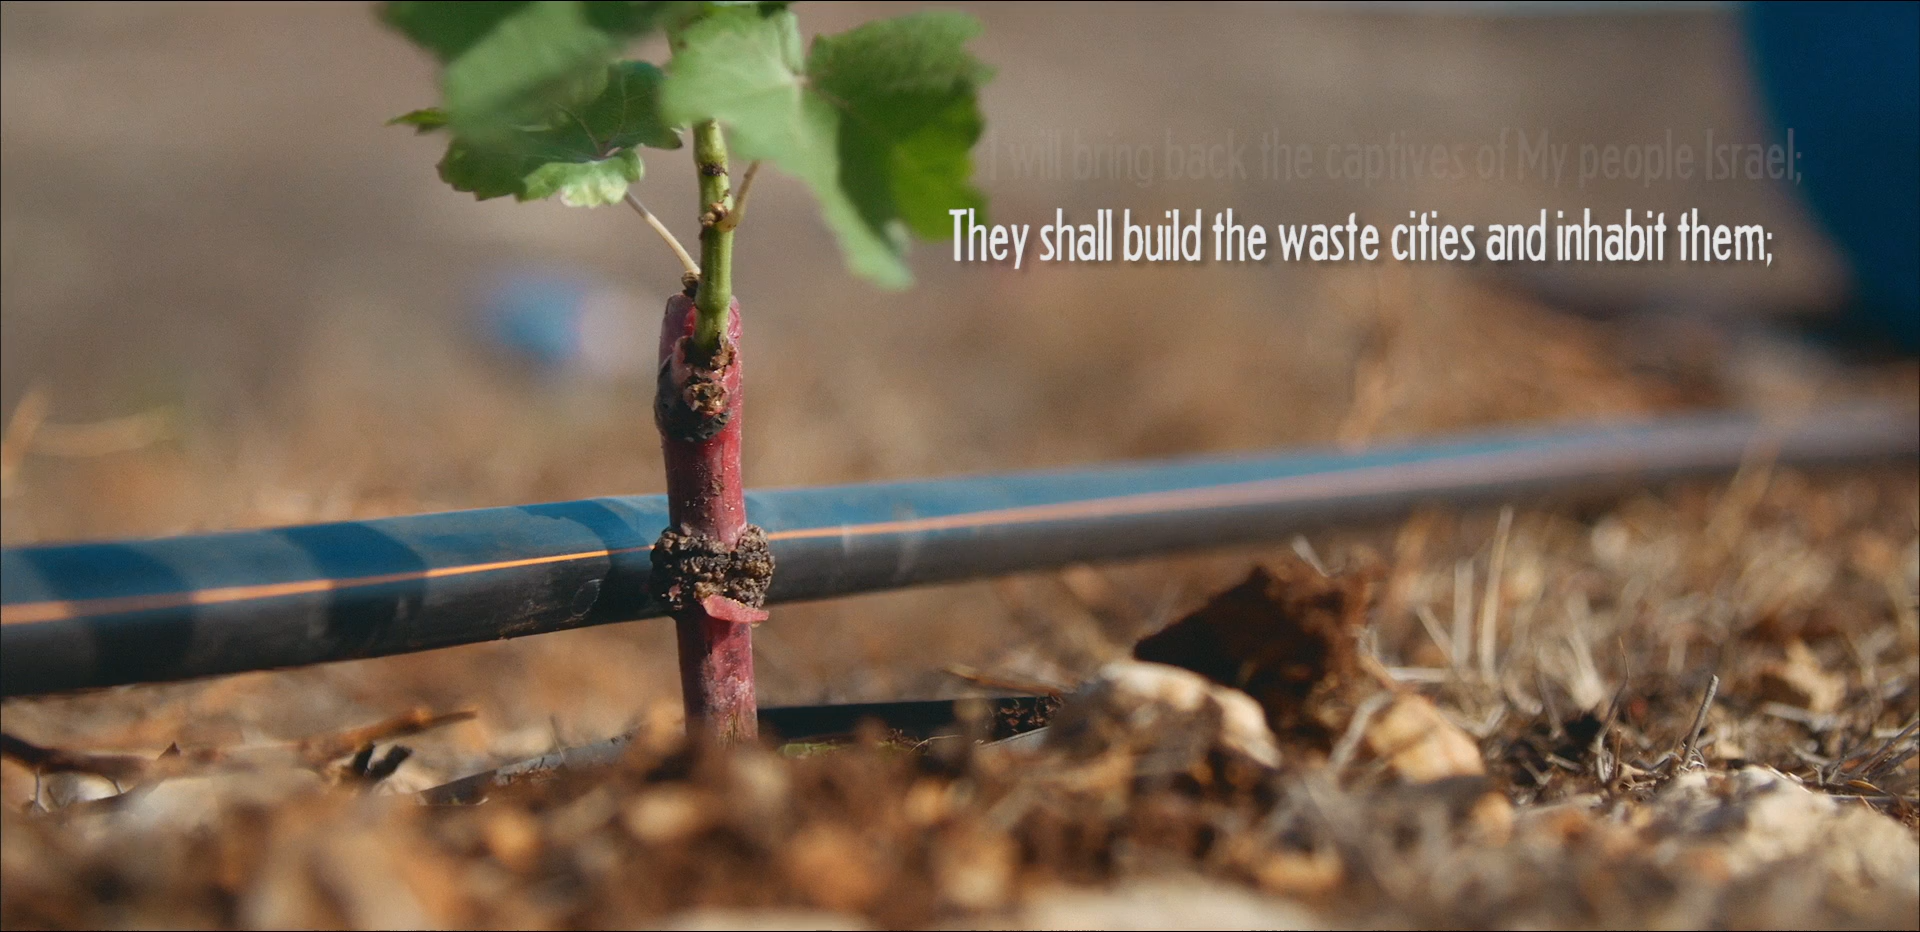 I will bring back the captives of My people Israel;
They shall build the waste cities and inhabit them;